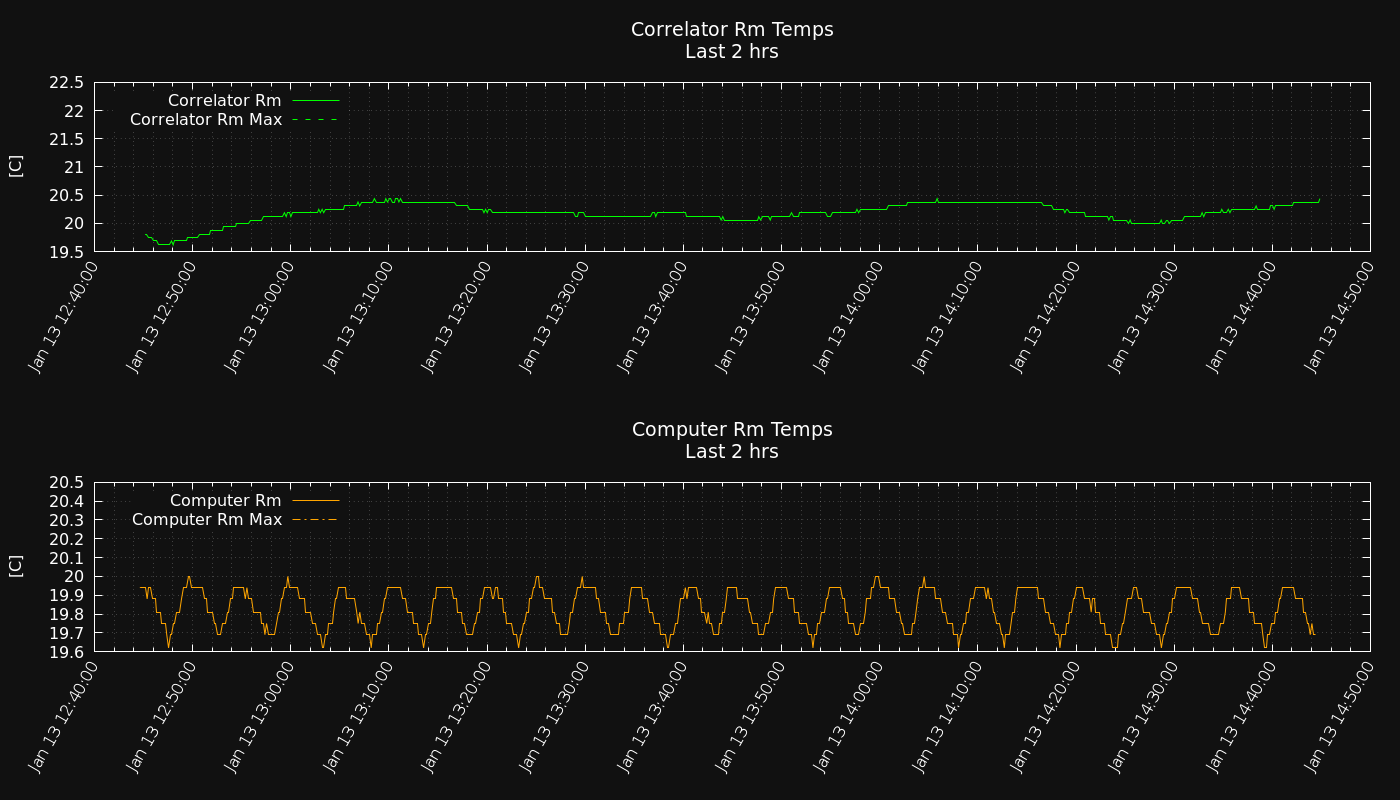 Correlator Rm Temps
Last 2 hrs
22.5
22
21.5
21
20.5
20
19.5
[C]
Correlator Rm
Correlator Rm Max
Jan 13 12:40:00
Jan 13 12:50:00
Jan 13 13:00:00
Jan 13 13:10:00
Jan 13 13:20:00
Jan 13 13:30:00
Jan 13 13:40:00
Jan 13 13:50:00
Jan 13 14:00:00
Jan 13 14:10:00
Jan 13 14:20:00
Jan 13 14:30:00
Jan 13 14:40:00
Jan 13 14:50:00
Computer Rm Temps
Last 2 hrs
20.5
20.4
20.3
20.2
20.1
20
19.9
19.8
19.7
19.6
[C]
Computer Rm
Computer Rm Max
Jan 13 12:40:00
Jan 13 12:50:00
Jan 13 13:00:00
Jan 13 13:10:00
Jan 13 13:20:00
Jan 13 13:30:00
Jan 13 13:40:00
Jan 13 13:50:00
Jan 13 14:00:00
Jan 13 14:10:00
Jan 13 14:20:00
Jan 13 14:30:00
Jan 13 14:40:00
Jan 13 14:50:00